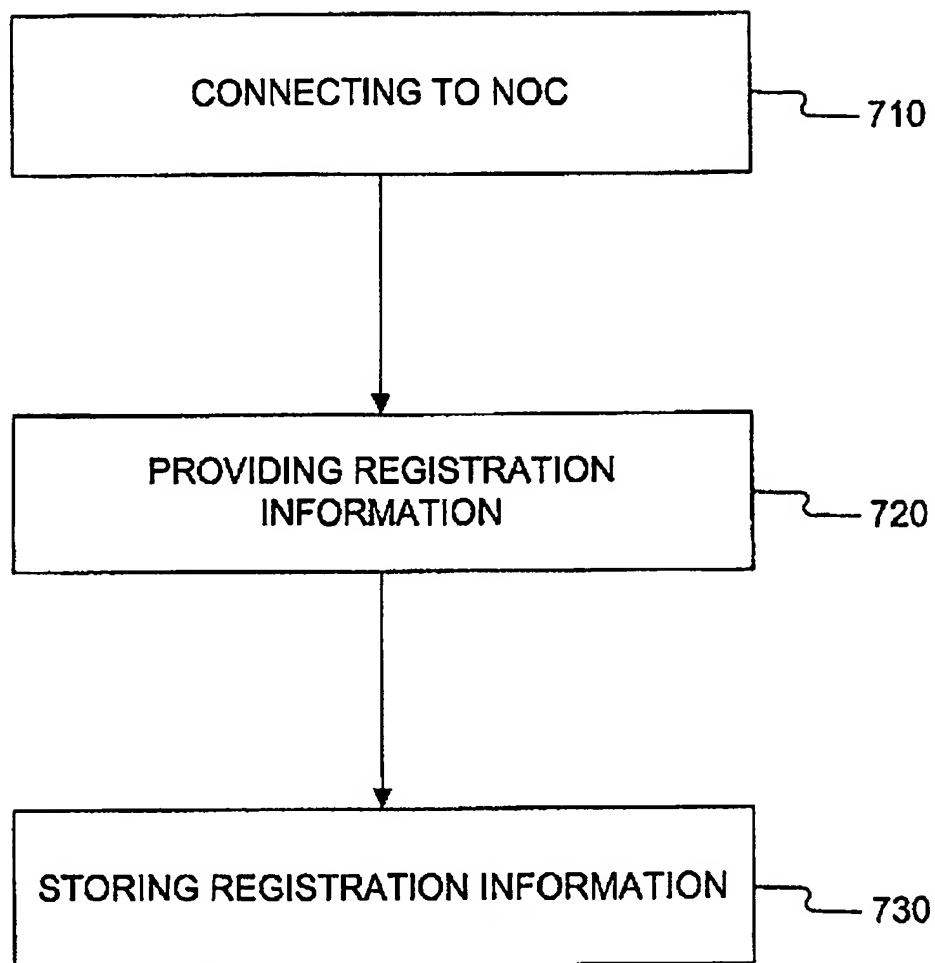 CONNECTING TO NOC
710
PROVIDING REGISTRATION
INFORMATION
720
STORING REGISTRATION INFORMATION
730